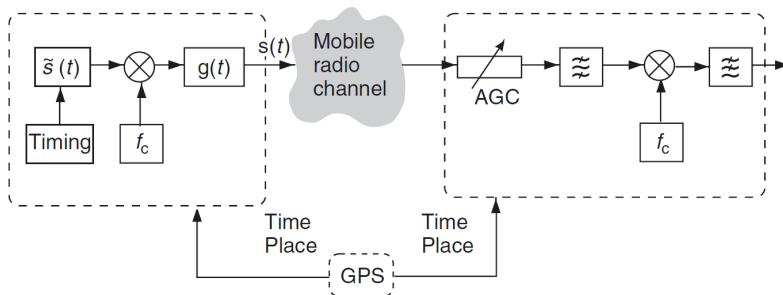 s̃ (t)
g(t)
s(t)
Mobile
radio
channel
AGC
Timing
f_c
f_c
Time
Place
Time
Place
GPS